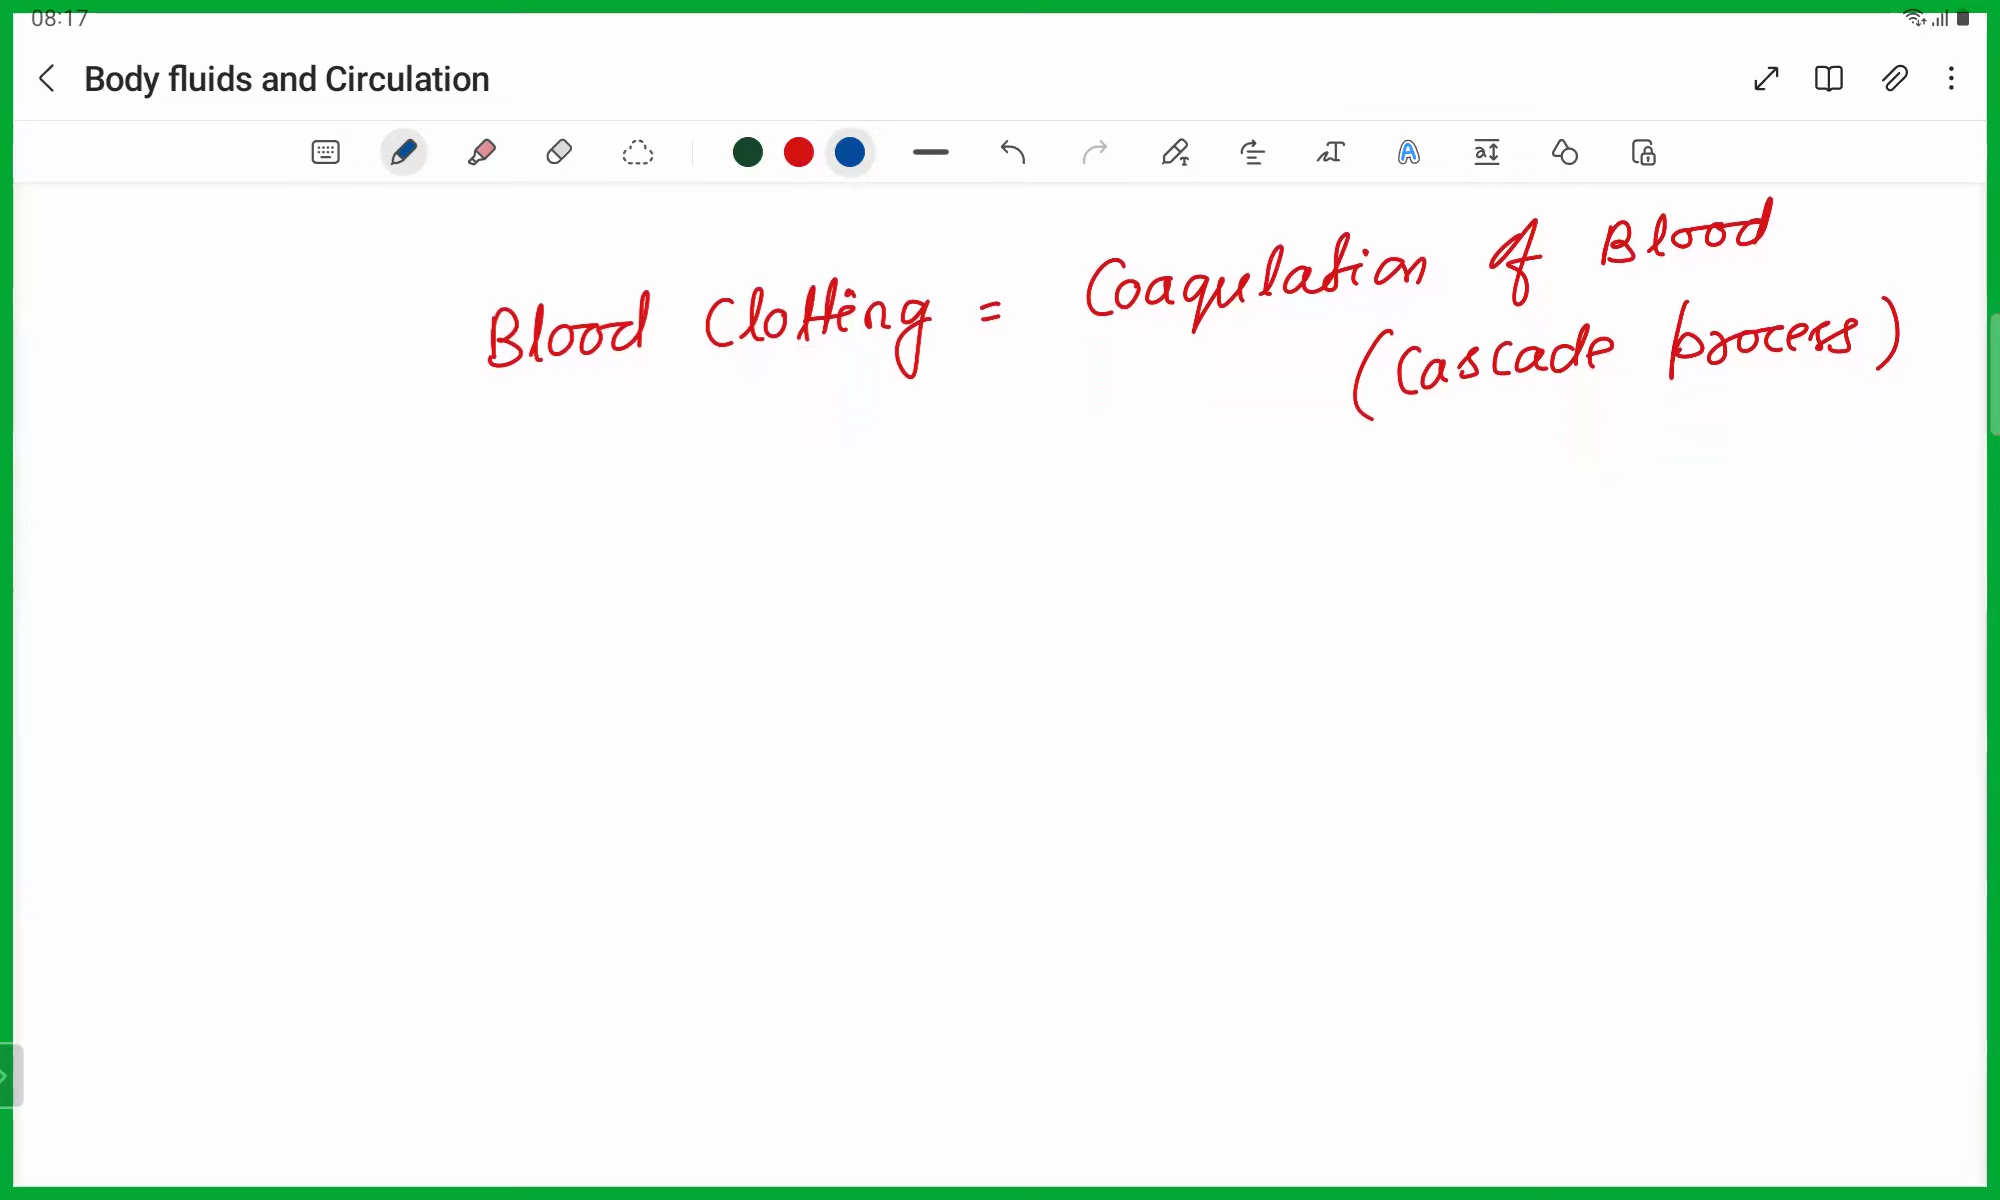 08:17
Body fluids and Circulation
Blood Clotting = Coagulation of Blood
(Cascade process)